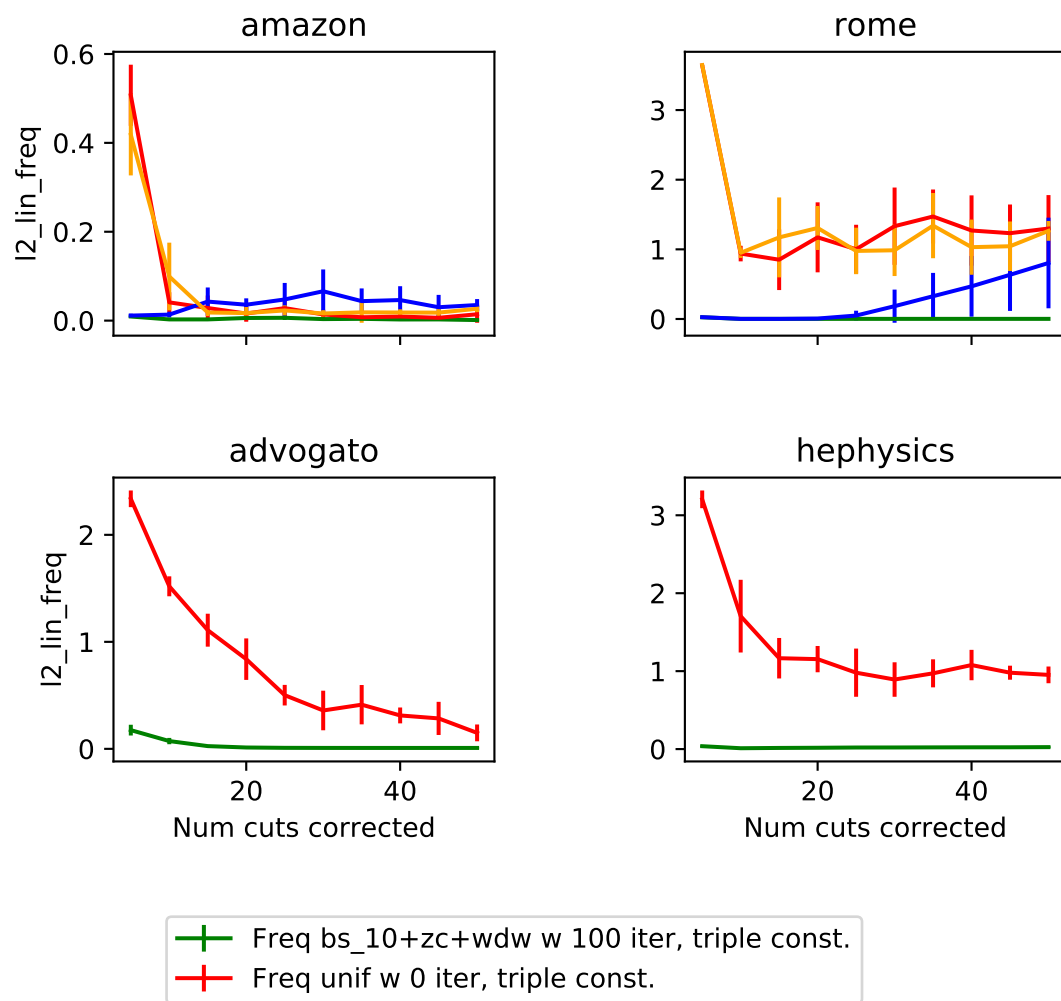 amazon
rome
0.6
0.4
0.2
0.0
l2_lin_freq
3
2
1
0
advogato
hephysics
2
1
0
l2_lin_freq
3
2
1
0
20
40
20
40
Num cuts corrected
Num cuts corrected
Freq bs_10+zc+wdw w 100 iter, triple const.
Freq unif w 0 iter, triple const.